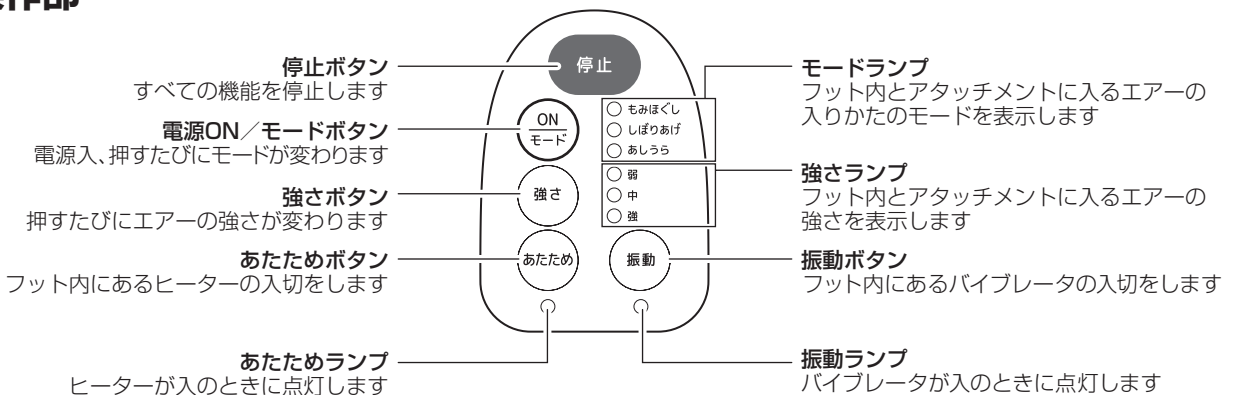 停止ボタン
すべての機能を停止します
電源ON／モードボタン
電源入、押すたびにモードが変わります
強さボタン
押すたびにエアーの強さが変わります
あたためボタン
フット内にあるヒーターの入切をします
あたためランプ
ヒーターが入のときに点灯します
停止
ON
モード
もみほぐし
しぼりあげ
あしうら
強さ
弱
中
強
あたため
振動
モードランプ
フット内とアタッチメントに入るエアーの
入りかたのモードを表示します
強さランプ
フット内とアタッチメントに入るエアーの
強さを表示します
振動ボタン
フット内にあるバイブレータの入切をします
振動ランプ
バイブレータが入のときに点灯します